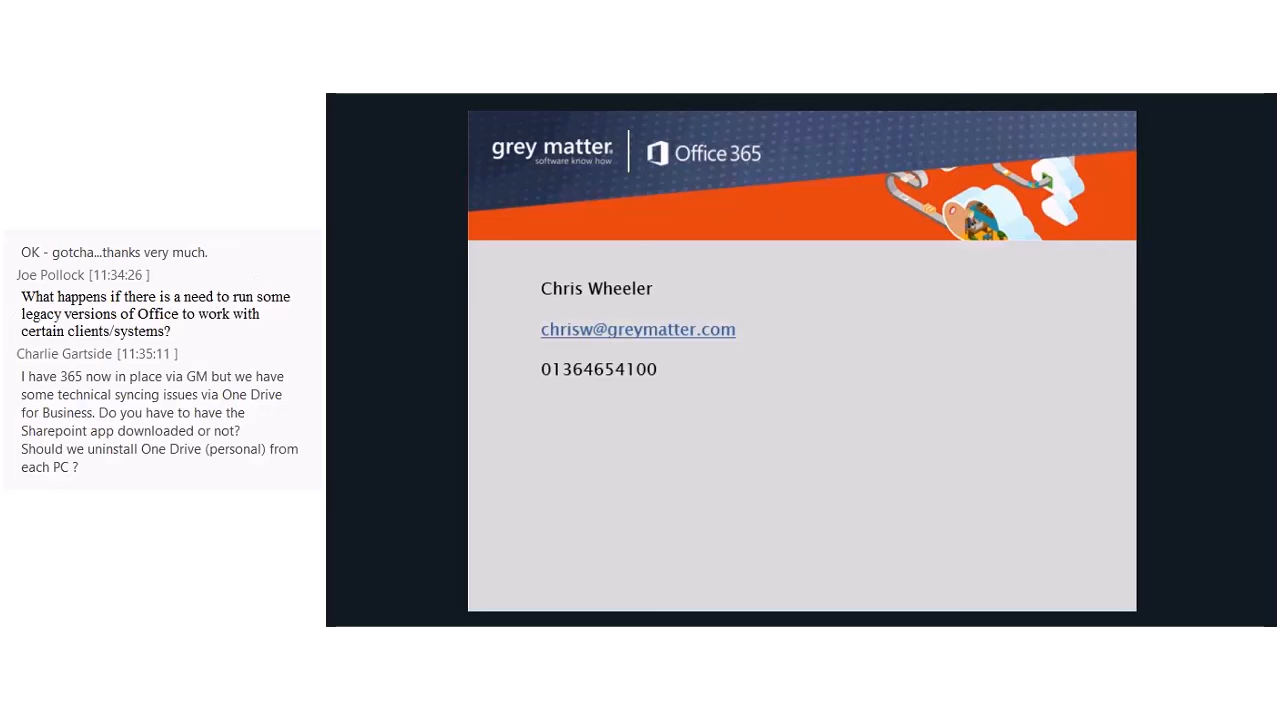 OK - gotcha...thanks very much.
Joe Pollock [11:34:26 ]
What happens if there is a need to run some
legacy versions of Office to work with
certain clients/systems?
Charlie Gartside [11:35:11 ]
I have 365 now in place via GM but we have
some technical syncing issues via One Drive
for Business. Do you have to have the
Sharepoint app downloaded or not?
Should we uninstall One Drive (personal) from
each PC ?
grey matter
software know how
Office 365
Chris Wheeler
chrisw@greymatter.com
01364654100